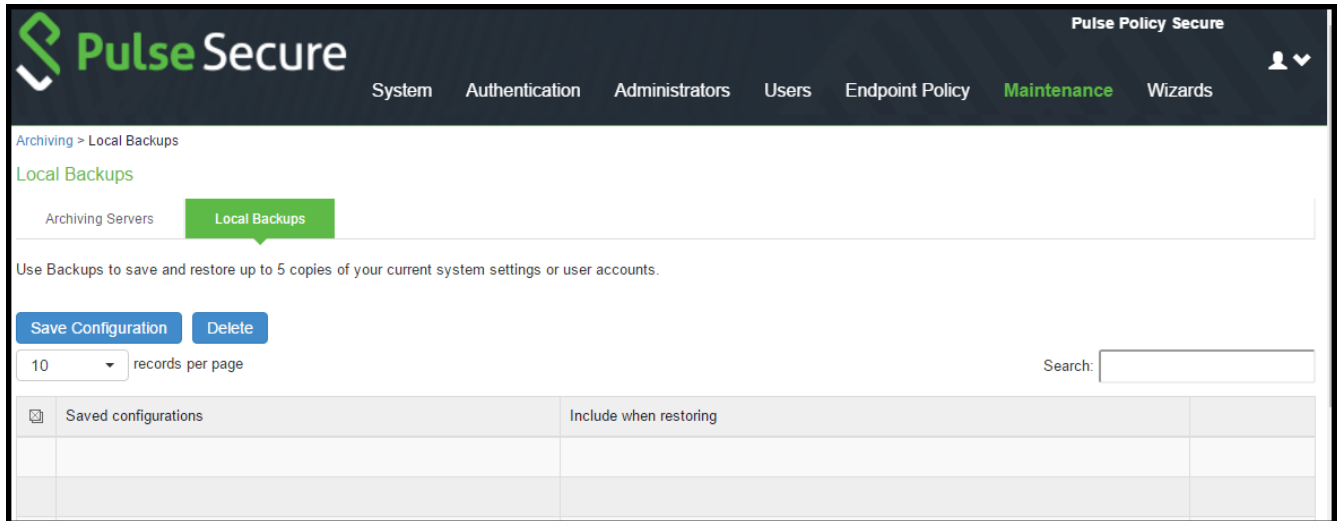 Pulse Policy Secure
Pulse Secure
System Authentication Administrators Users Endpoint Policy Maintenance Wizards
Archiving > Local Backups
Local Backups
Archiving Servers Local Backups
Use Backups to save and restore up to 5 copies of your current system settings or user accounts.
Save Configuration Delete
10 records per page Search:
Saved configurations Include when restoring